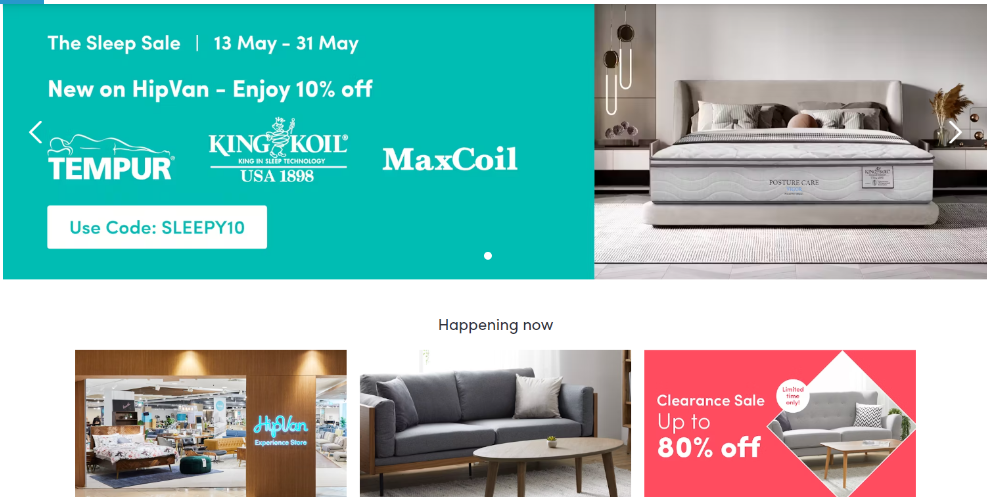 The Sleep Sale | 13 May - 31 May
New on HipVan - Enjoy 10% off
TEMPUR®
KING KOIL®
KING IN SLEEP TECHNOLOGY
USA 1898
MaxCoil
Use Code: SLEEPY10
POSTURE CARE
Happening now
HipVan
Experience Store
Limited
time
only!
Clearance Sale
Up to
80% off